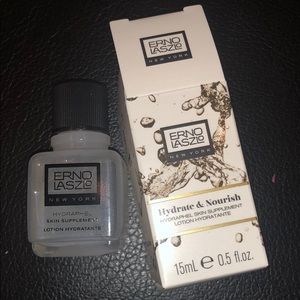 ERNO
LASZLO
NEW YORK
HYDRAPHEL
SKIN SUPPLEMENT
LOTION HYDRATANTE
ERNO
LASZLO
NEW YORK
ERNO
LASZLO
NEW YORK
Hydrate & Nourish
HYDRAPHEL SKIN SUPPLEMENT
LOTION HYDRATANTE
15ml ℮ 0.5 fl.oz.